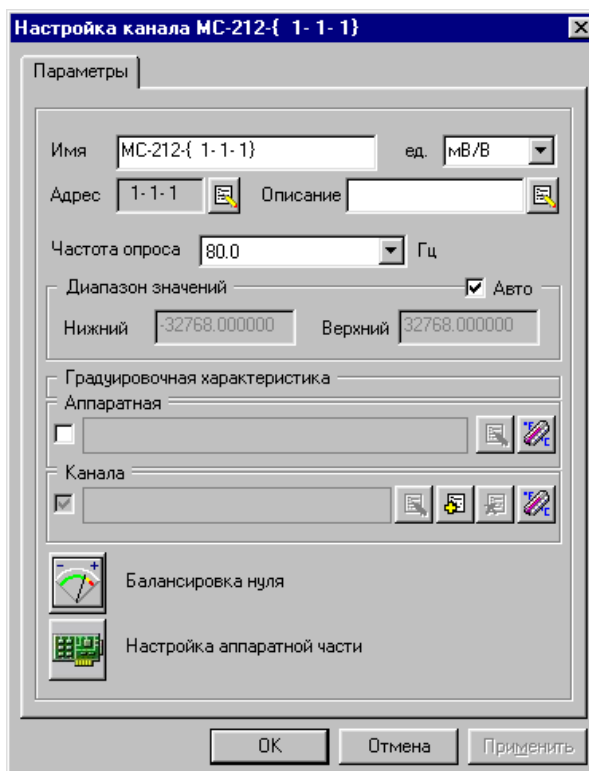 Настройка канала МС-212-{ 1- 1- 1}
Параметры
Имя МС-212-{ 1- 1- 1} ед. мВ/В
Адрес 1- 1- 1 Описание
Частота опроса 80.0 Гц
Диапазон значений Авто
Нижний -32768.000000 Верхний 32768.000000
Градуировочная характеристика
Аппаратная
Канала
Балансировка нуля
Настройка аппаратной части
ОК Отмена Применить